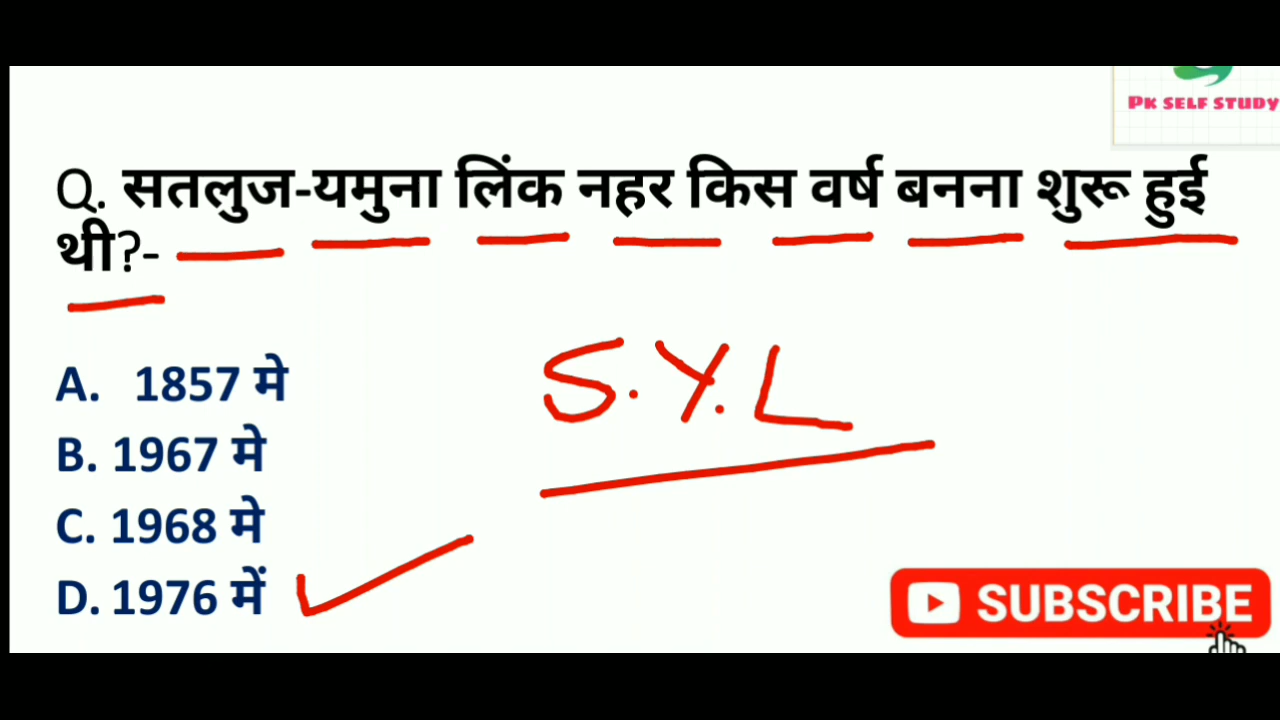 PK SELF STUDY
Q. सतलुज-यमुना लिंक नहर किस वर्ष बनना शुरू हुई
थी?-
S.Y.L
A. 1857 मे
B. 1967 मे
C. 1968 मे
D. 1976 में
SUBSCRIBE